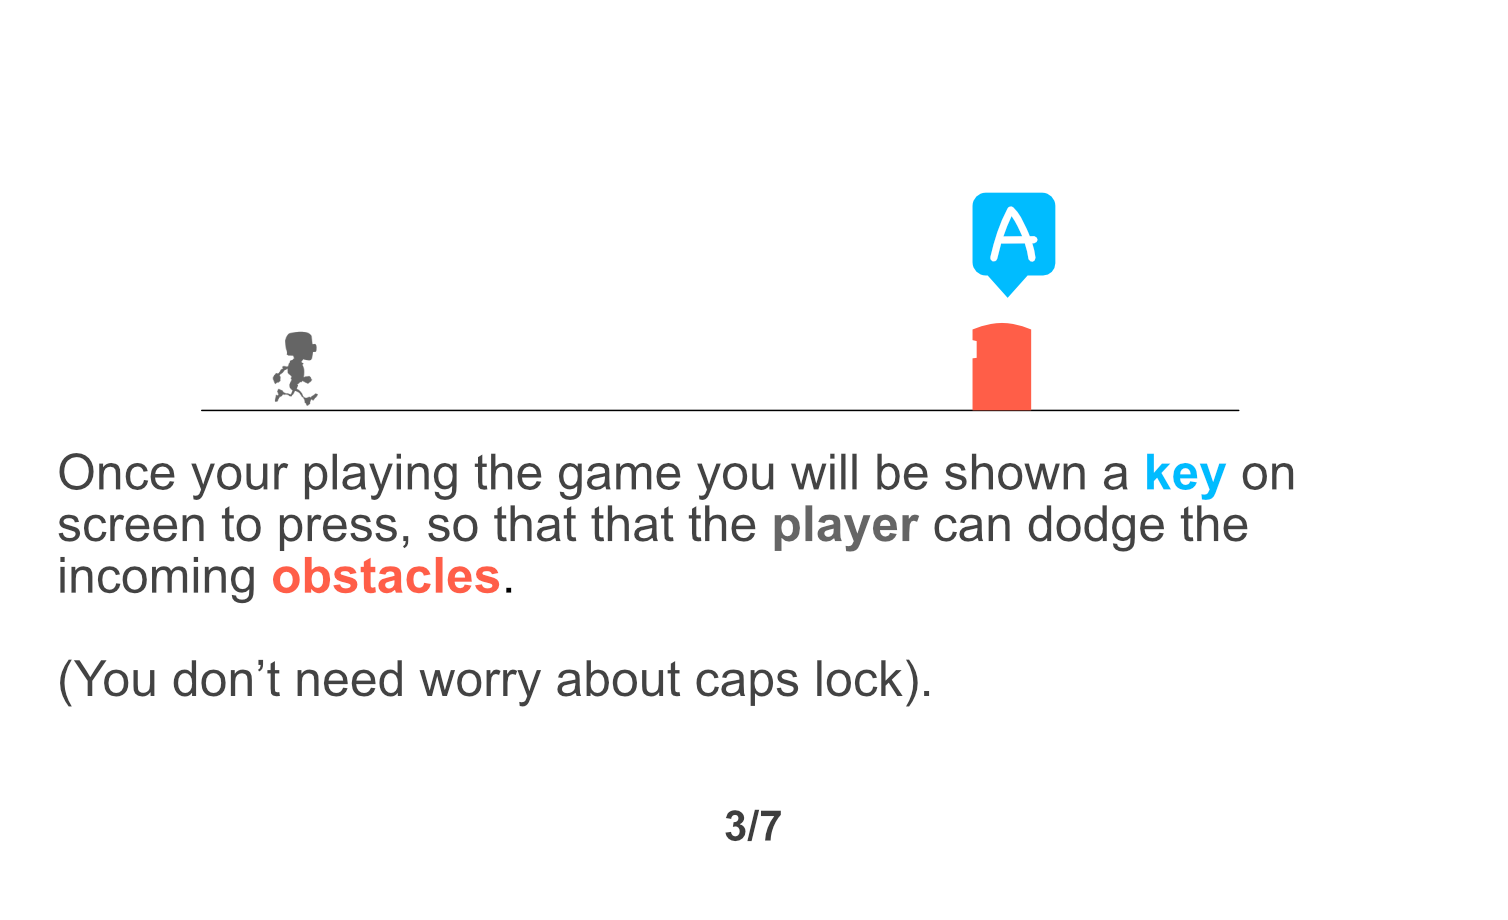 A
Once your playing the game you will be shown a key on
screen to press, so that that the player can dodge the
incoming obstacles.
(You don’t need worry about caps lock).
3/7